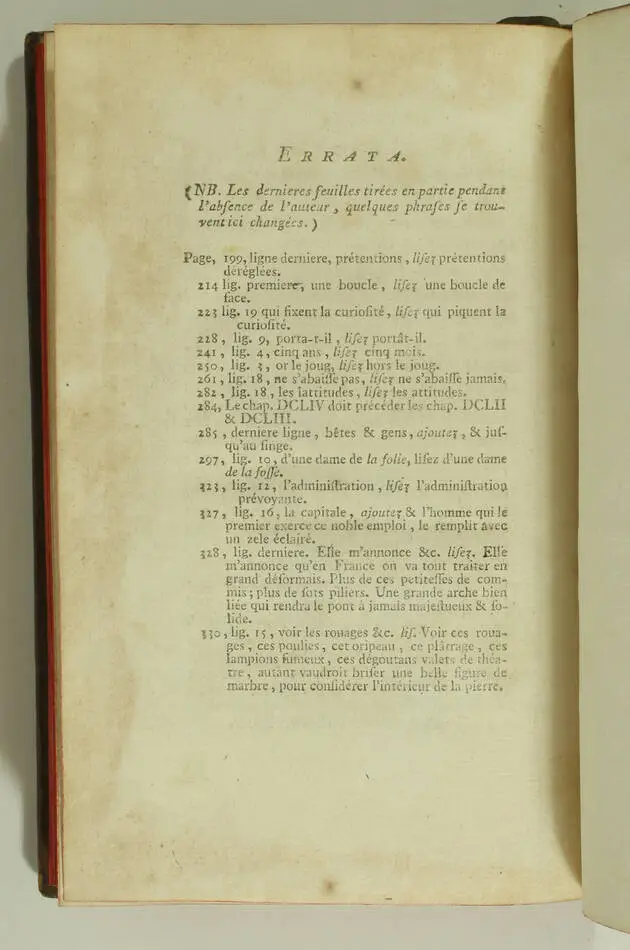 ERRATA.
(NB. Les dernieres feuilles tirées en partie pendant
l'abſence de l'auteur, quelques phraſes ſe trou-
vent ici changées.)
Page, 199, ligne derniere, prétentions, liſez prétentions
déréglées.
214 lig. premiere, une boucle, liſez une boucle de
face.
223 lig. 19 qui fixent la curioſité, liſez qui piquent la
curioſité.
228, lig. 9, porta-t-il, liſez portât-il.
241, lig. 4, cinq ans, liſez cinq mois.
250, lig. 3, or le joug, liſez hors le joug.
261, lig. 18, ne s'abaiſſe pas, liſez ne s'abaiſſe jamais.
282, lig. 18, les lattitudes, liſez les attitudes.
284, Le chap. DCLIV doit précéder les chap. DCLII
& DCLIII.
285, derniere ligne, bêtes & gens, ajoutez, & juſ-
qu'au ſinge.
297, lig. 10, d'une dame de la folie, liſez d'une dame
de la foſſe.
323, lig. 12, l'adminiſtration, liſez l'adminiſtration
prévoyante.
327, lig. 16, la capitale, ajoutez & l'homme qui le
premier exerce ce noble emploi, le remplit avec
un zele éclairé.
328, lig. derniere. Elle m'annonce &c. liſez. Elle
m'annonce qu'en France on va tout traiter en
grand déſormais. Plus de ces petiteſſes de com-
mis; plus de ſots piliers. Une grande arche bien
liée qui rendra le pont à jamais majeſtueux & ſo-
lide.
330, lig. 15, voir les rouages &c. liſ. Voir ces roua-
ges, ces poulies, cet oripeau, ce plâtrage, ces
lampions fumeux, ces dégoutans valets de théa-
tre, autant vaudroit briſer une belle figure de
marbre, pour conſidérer l'intérieur de la pierre.